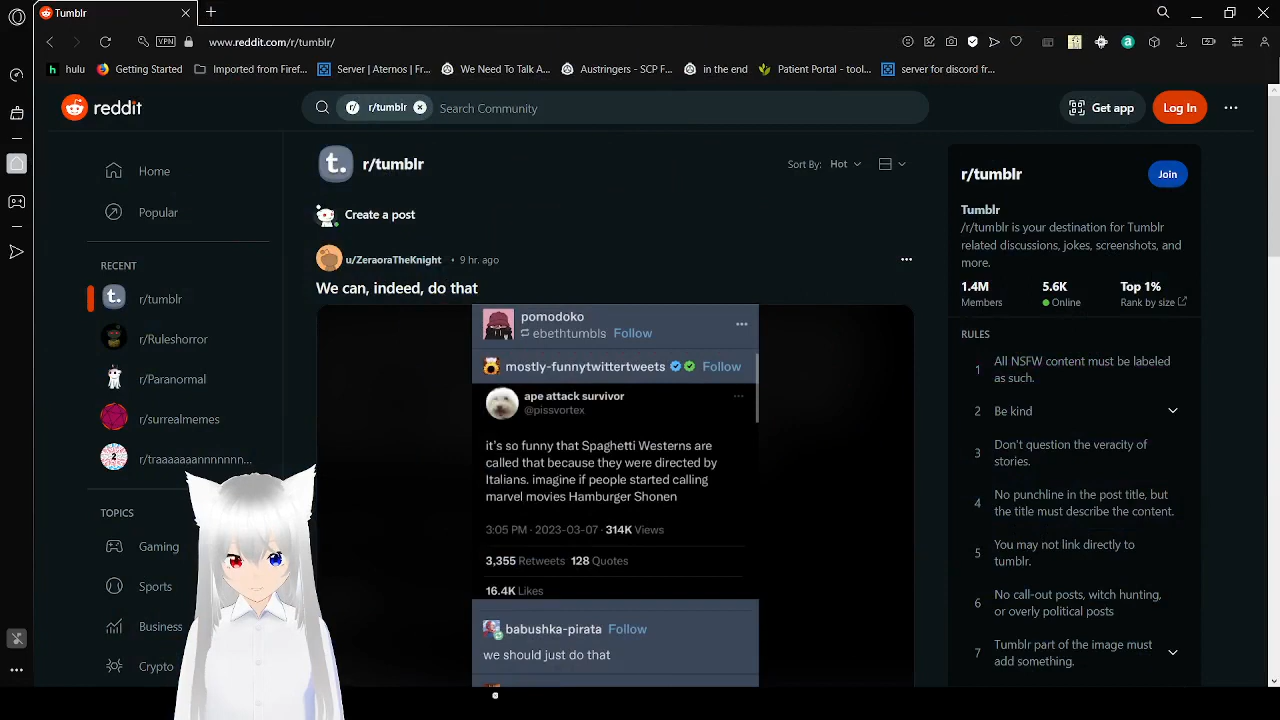 Tumblr
VPN
www.reddit.com/r/tumblr/
hulu
Getting Started
Imported from Firef...
Server | Aternos | Fr...
We Need To Talk A...
Austringers - SCP F...
in the end
Patient Portal - tool...
server for discord fr...
reddit
r/tumblr
Search Community
Get app
Log In
Home
Popular
RECENT
r/tumblr
r/Ruleshorror
r/Paranormal
r/surrealmemes
r/traaaaaaannnnnn...
TOPICS
Gaming
Sports
Business
Crypto
r/tumblr
Sort By:
Hot
Create a post
u/ZeraoraTheKnight • 9 hr. ago
We can, indeed, do that
pomodoko
ebethtumbls Follow
mostly-funnytwittertweets Follow
ape attack survivor
@pissvortex
it's so funny that Spaghetti Westerns are
called that because they were directed by
Italians. imagine if people started calling
marvel movies Hamburger Shonen
3:05 PM · 2023-03-07 · 314K Views
3,355 Retweets 128 Quotes
16.4K Likes
babushka-pirata Follow
we should just do that
r/tumblr
Join
Tumblr
/r/tumblr is your destination for Tumblr
related discussions, jokes, screenshots, and
more.
1.4M
Members
5.6K
Online
Top 1%
Rank by size
RULES
1 All NSFW content must be labeled
as such.
2 Be kind
3 Don't question the veracity of
stories.
4 No punchline in the post title, but
the title must describe the content.
5 You may not link directly to
tumblr.
6 No call-out posts, witch hunting,
or overly political posts
7 Tumblr part of the image must
add something.